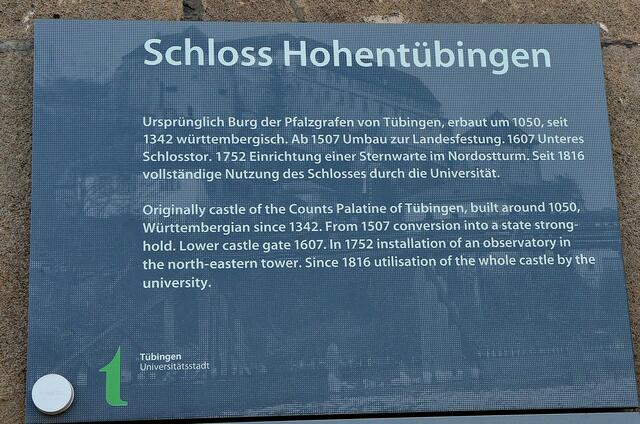 Schloss Hohentübingen
Ursprünglich Burg der Pfalzgrafen von Tübingen, erbaut um 1050, seit
1342 württembergisch. Ab 1507 Umbau zur Landesfestung. 1607 Unteres
Schlosstor. 1752 Einrichtung einer Sternwarte im Nordostturm. Seit 1816
vollständige Nutzung des Schlosses durch die Universität.
Originally castle of the Counts Palatine of Tübingen, built around 1050,
Württembergian since 1342. From 1507 conversion into a state strong-
hold. Lower castle gate 1607. In 1752 installation of an observatory in
the north-eastern tower. Since 1816 utilisation of the whole castle by the
university.
t
Tübingen
Universitätsstadt